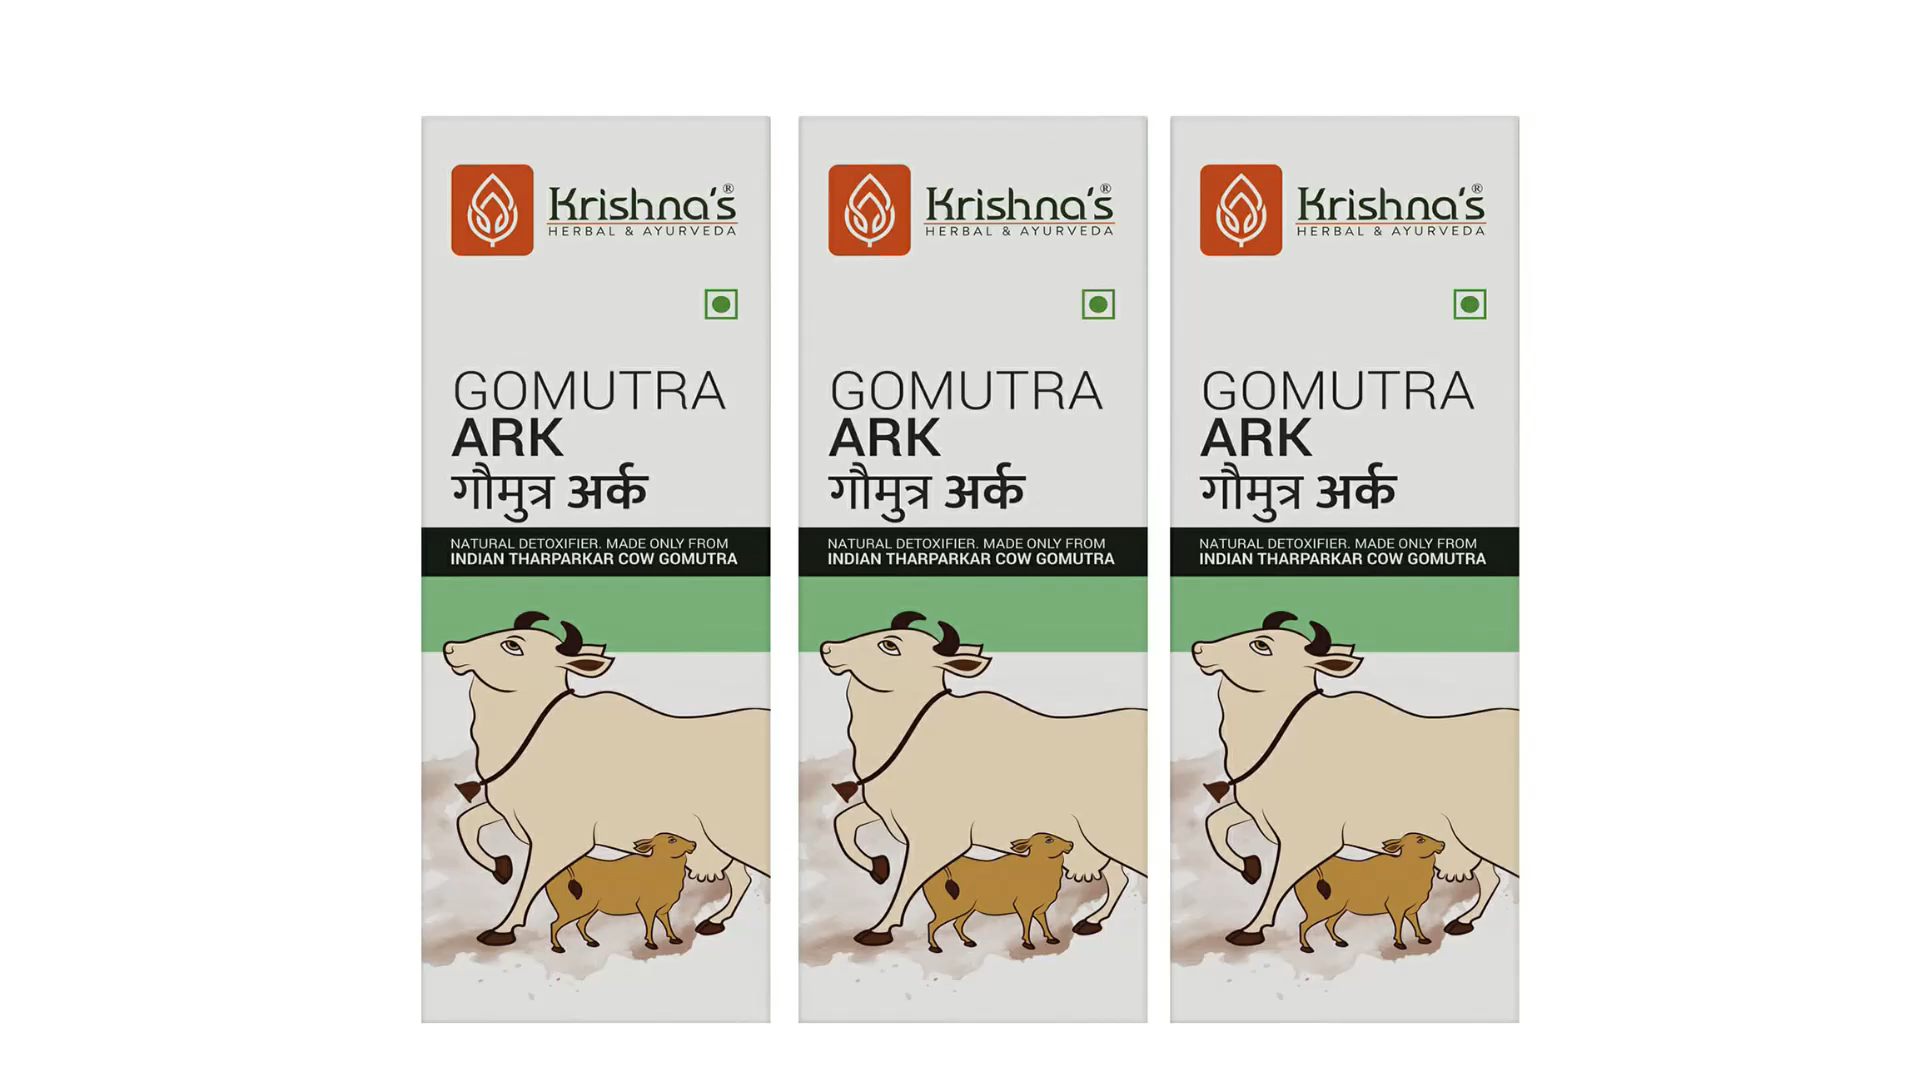 Krishna's®
HERBAL & AYURVEDA
GOMUTRA
ARK
गौमुत्र अर्क
NATURAL DETOXIFIER. MADE ONLY FROM
INDIAN THARPARKAR COW GOMUTRA
Krishna's®
HERBAL & AYURVEDA
GOMUTRA
ARK
गौमुत्र अर्क
NATURAL DETOXIFIER. MADE ONLY FROM
INDIAN THARPARKAR COW GOMUTRA
Krishna's®
HERBAL & AYURVEDA
GOMUTRA
ARK
गौमुत्र अर्क
NATURAL DETOXIFIER. MADE ONLY FROM
INDIAN THARPARKAR COW GOMUTRA